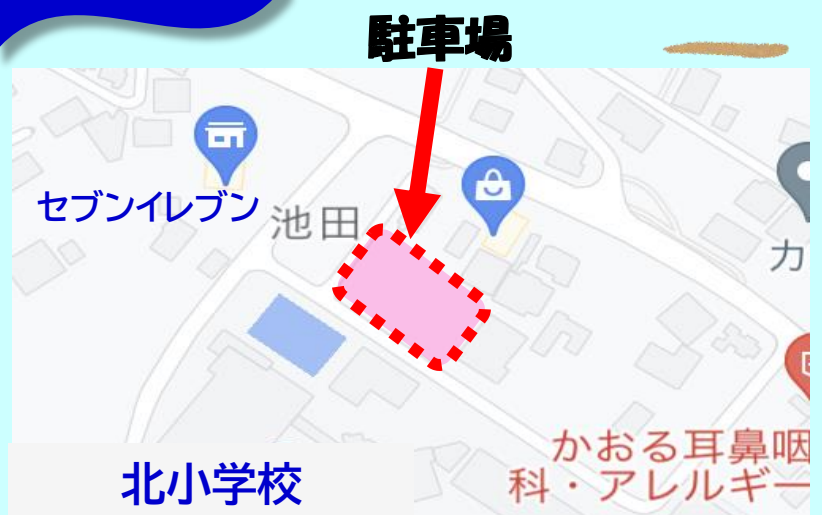 駐車場
セブンイレブン
池田
カ
かおる耳鼻咽
科・アレルギー
北小学校